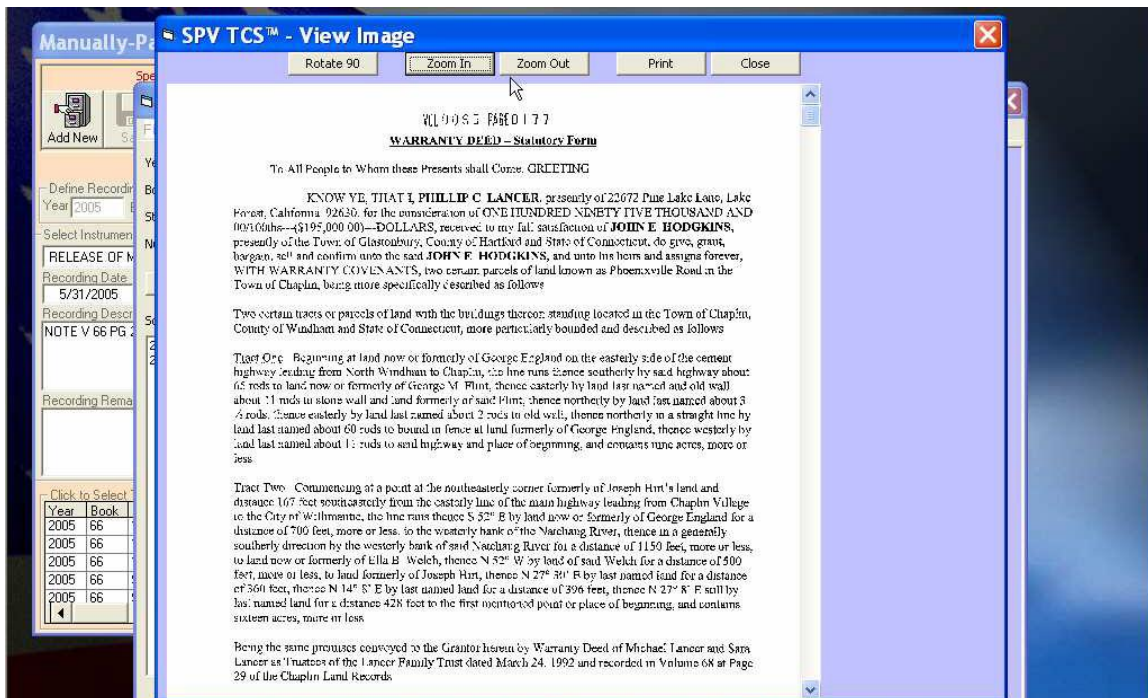 Manually-Pa
SPV TCS™ - View Image
Rotate 90
Zoom In
Zoom Out
Print
Close
Spe
Add New
Sa
Define Recordin
Year 2005
Select Instrumen
RELEASE OF M
Recording Date
5/31/2005
Recording Descr
NOTE V 66 PG 2
Recording Rema
Click to Select
Year Book
2005 66
2005 66
2005 66
2005 66
2005 66
PAGE 0177
WARRANTY DEED – Statutory Form
To All People to Whom these Presents shall Come, GREETING
KNOW YE, THAT I, PHILLIP C LANCER, presently of 22672 Pine Lake Lane, Lake
Forest, California 92630, for the consideration of ONE HUNDRED NINETY FIVE THOUSAND AND
00/100ths---($195,000 00)---DOLLARS, received to my full satisfaction of JOHN E HODGKINS,
presently of the Town of Glastonbury, County of Hartford and State of Connecticut, do give, grant,
bargain, sell and confirm unto the said JOHN E HODGKINS, and unto his heirs and assigns forever,
WITH WARRANTY COVENANTS, two certain parcels of land known as Phoenixville Road in the
Town of Chaplin, being more specifically described as follows
Two certain tracts or parcels of land with the buildings thereon standing located in the Town of Chaplin,
County of Windham and State of Connecticut, more particularly bounded and described as follows
Tract One Beginning at land now or formerly of George England on the easterly side of the cement
highway leading from North Windham to Chaplin, the line runs thence southerly by said highway about
65 rods to land now or formerly of George M Flint, thence easterly by land last named and old wall
about 11 rods to stone wall and land formerly of said Flint, thence northerly by land last named about 3
rods, thence easterly by land last named about 2 rods to old wall, thence northerly in a straight line by
land last named about 60 rods to bound in fence at land formerly of George England, thence westerly by
land last named about 11 rods to said highway and place of beginning, and contains nine acres, more or
less
Tract Two Commencing at a point at the northeasterly corner formerly of Joseph Hirt's land and
distance 167 feet southeasterly from the easterly line of the main highway leading from Chaplin Village
to the City of Willimantic, the line runs thence S 52° E by land now or formerly of George England for a
distance of 700 feet, more or less, to the westerly bank of the Natchaug River, thence in a generally
southerly direction by the westerly bank of said Natchaug River for a distance of 1150 feet, more or less,
to land now or formerly of Ella B Welch, thence N 52° W by land of said Welch for a distance of 500
feet, more or less, to land formerly of Joseph Hirt, thence N 27° 30' E by last named land for a distance
of 360 feet, thence N 14° 8' E by last named land for a distance of 396 feet, thence N 27° 8' E still by
last named land for a distance 428 feet to the first mentioned point or place of beginning, and contains
sixteen acres, more or less
Being the same premises conveyed to the Grantor herein by Warranty Deed of Michael Lancer and Sara
Lancer as Trustees of the Lancer Family Trust dated March 24, 1992 and recorded in Volume 68 at Page
29 of the Chaplin Land Records